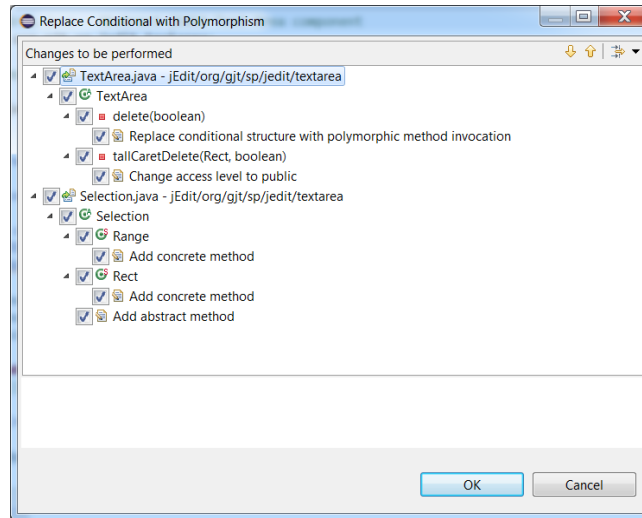 Replace Conditional with Polymorphism
Changes to be performed
TextArea.java - jEdit/org/gjt/sp/jedit/textarea
TextArea
delete(boolean)
Replace conditional structure with polymorphic method invocation
tallCaretDelete(Rect, boolean)
Change access level to public
Selection.java - jEdit/org/gjt/sp/jedit/textarea
Selection
Range
Add concrete method
Rect
Add concrete method
Add abstract method
OK Cancel